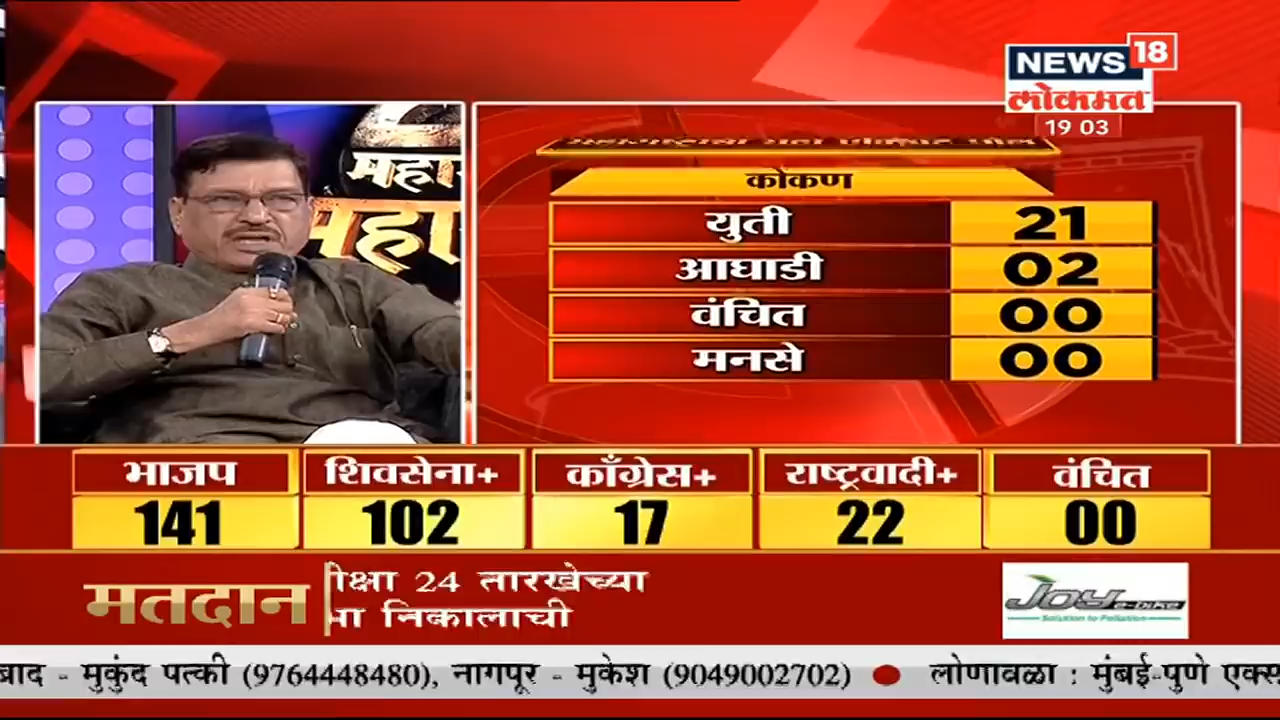 NEWS 18
लोकमत
19 03
महा
महा
कोकण
युती 21
आघाडी 02
वंचित 00
मनसे 00
भाजप शिवसेना+ काँग्रेस+ राष्ट्रवादी+ वंचित
141 102 17 22 00
मतदान
ीक्षा 24 तारखेच्या
ा निकालाची
Joy e-bike
Solution to Pollution
बाद - मुकुंद पत्की (9764448480), नागपूर - मुकेश (9049002702) ● लोणावळा : मुंबई-पुणे एक्स